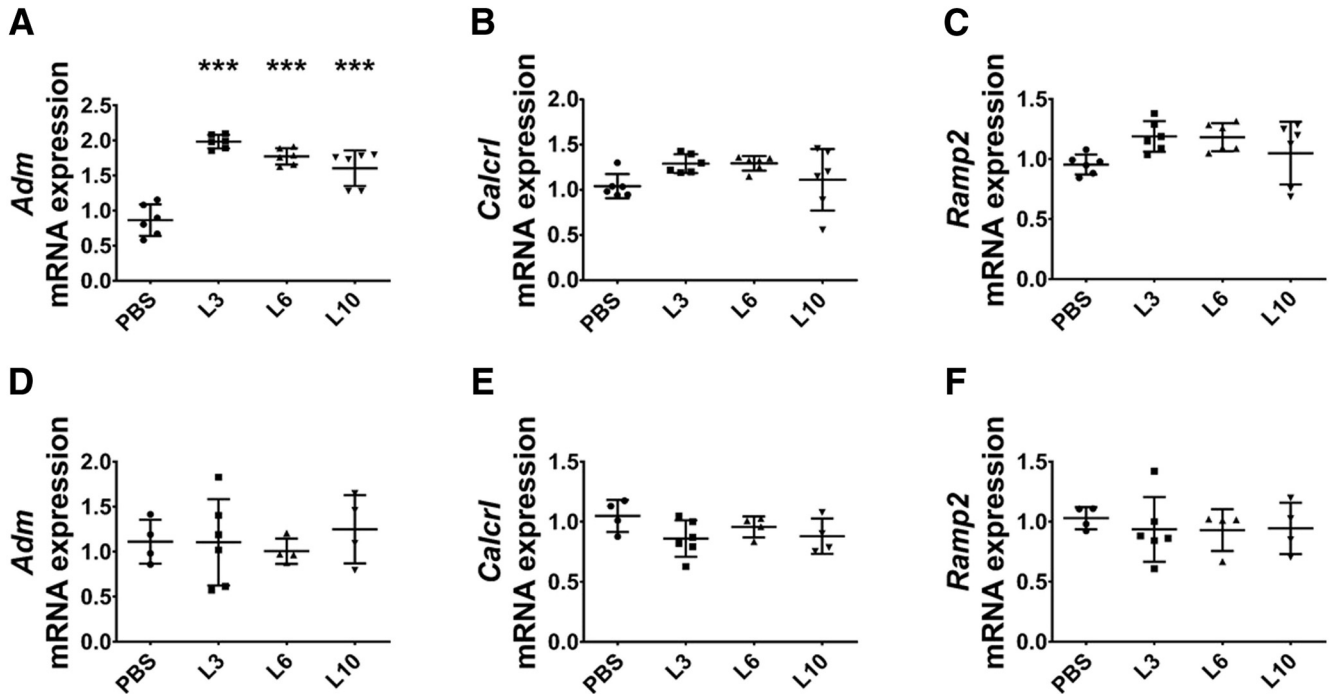 A
Adm
mRNA expression
*** *** ***
2.5
2.0
1.5
1.0
0.5
0.0
PBS L3 L6 L10
B
Calcrl
mRNA expression
2.0
1.5
1.0
0.5
0.0
PBS L3 L6 L10
C
Ramp2
mRNA expression
1.5
1.0
0.5
0.0
PBS L3 L6 L10
D
Adm
mRNA expression
2.0
1.5
1.0
0.5
0.0
PBS L3 L6 L10
E
Calcrl
mRNA expression
1.5
1.0
0.5
0.0
PBS L3 L6 L10
F
Ramp2
mRNA expression
1.5
1.0
0.5
0.0
PBS L3 L6 L10